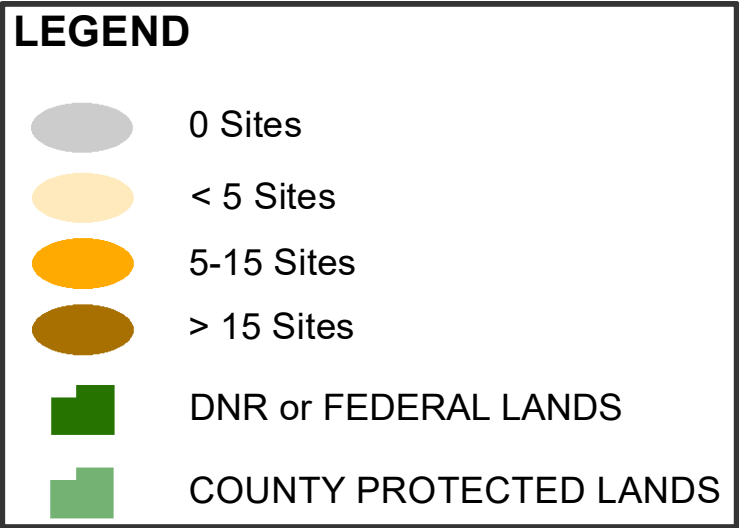 LEGEND
0 Sites
< 5 Sites
5-15 Sites
> 15 Sites
DNR or FEDERAL LANDS
COUNTY PROTECTED LANDS